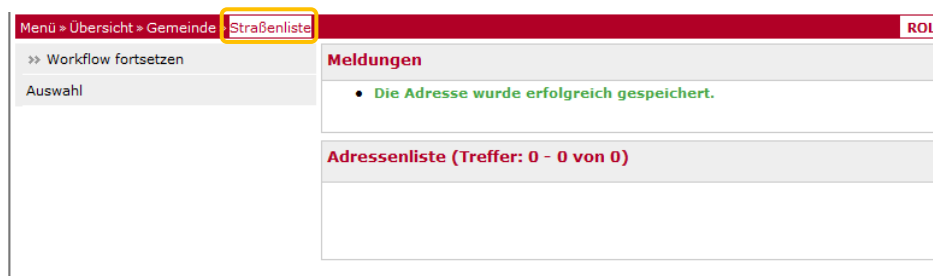 Menü » Übersicht » Gemeinde » Straßenliste
>> Workflow fortsetzen
Auswahl
Meldungen
• Die Adresse wurde erfolgreich gespeichert.
Adressenliste (Treffer: 0 - 0 von 0)